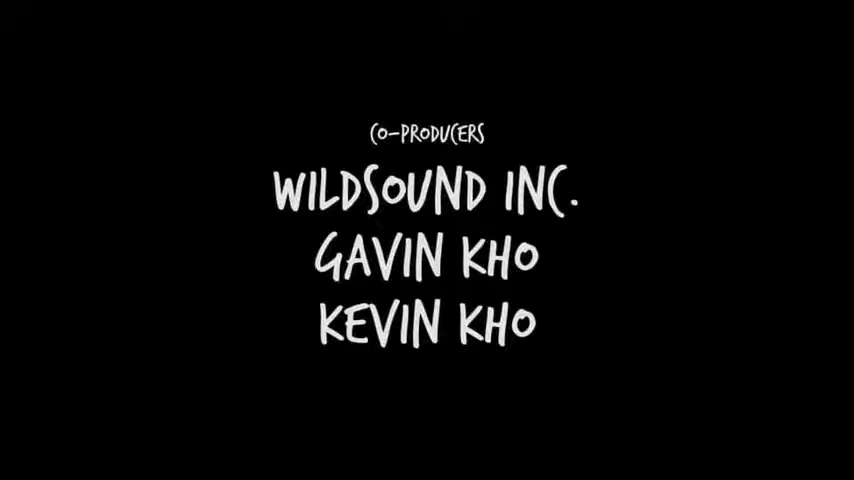 CO-PRODUCERS
WILDSOUND INC.
GAVIN KHO
KEVIN KHO